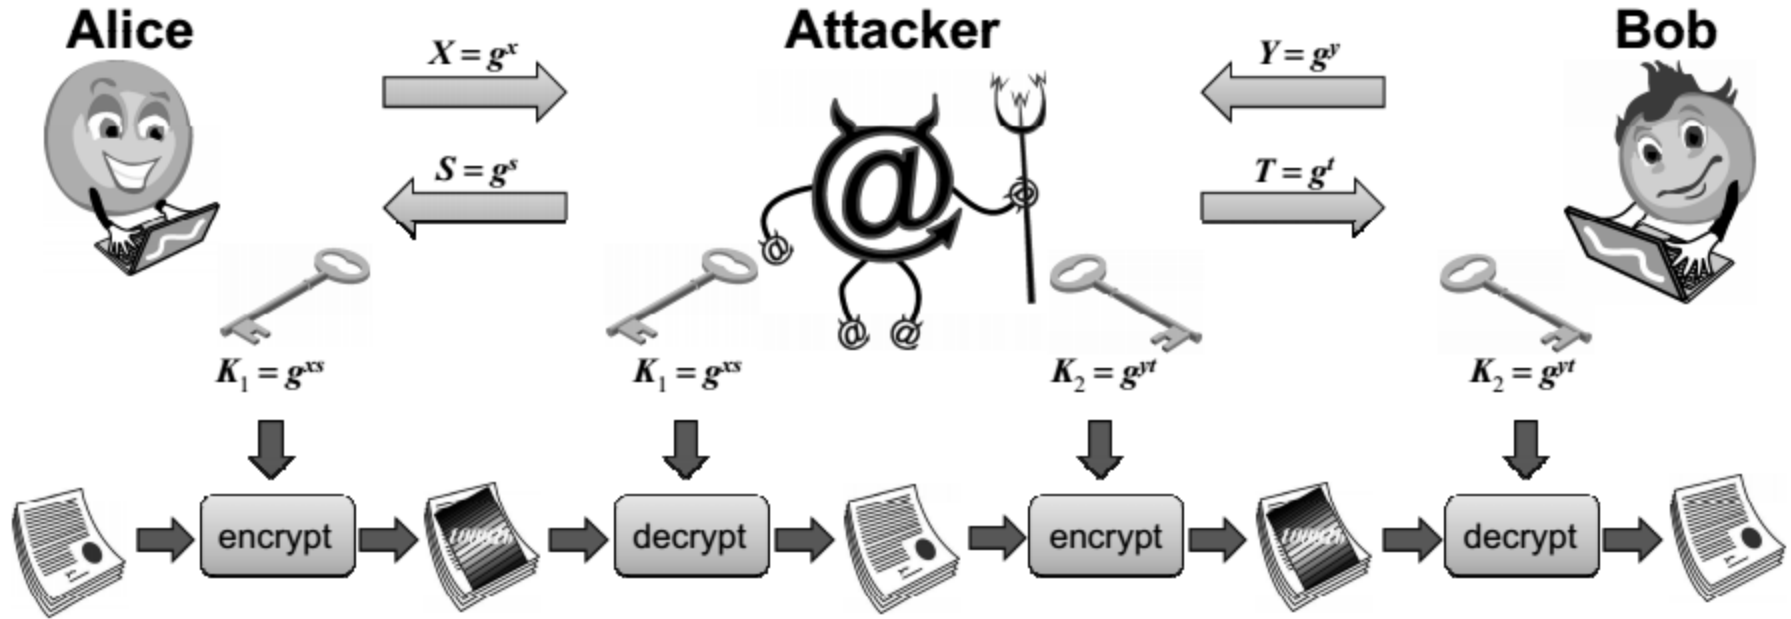 Alice
Attacker
Bob
X = g^x
Y = g^y
S = g^s
T = g^t
@
K₁ = g^xs
K₁ = g^xs
K₂ = g^yt
K₂ = g^yt
encrypt
decrypt
encrypt
decrypt